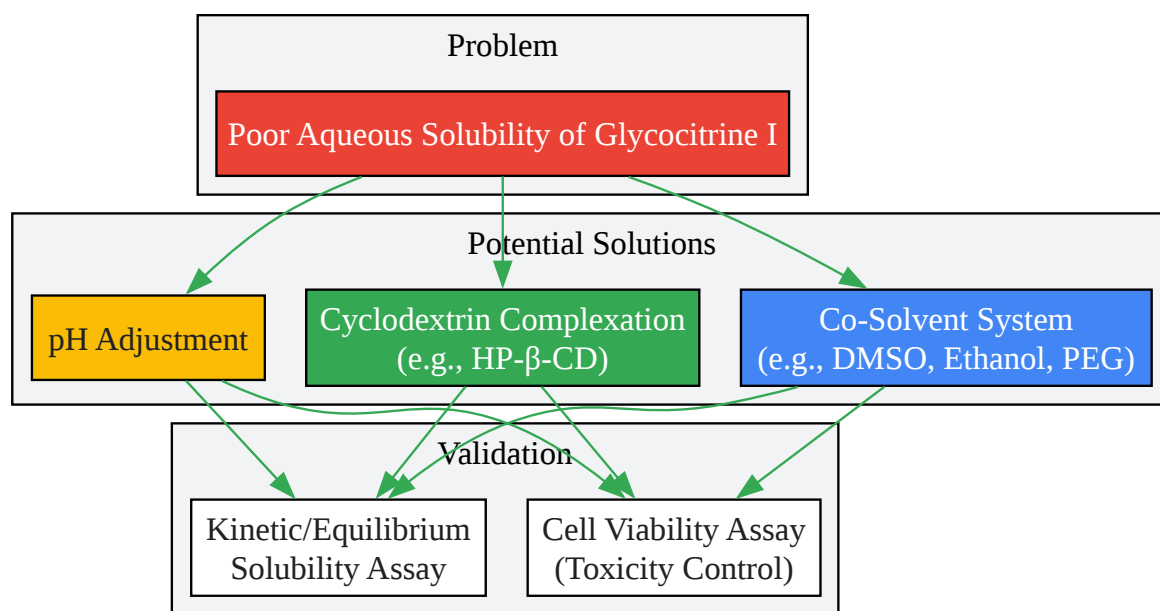 Problem
Poor Aqueous Solubility of Glycocitrine I
Potential Solutions
pH Adjustment
Cyclodextrin Complexation
(e.g., HP-β-CD)
Co-Solvent System
(e.g., DMSO, Ethanol, PEG)
Validation
Kinetic/Equilibrium
Solubility Assay
Cell Viability Assay
(Toxicity Control)